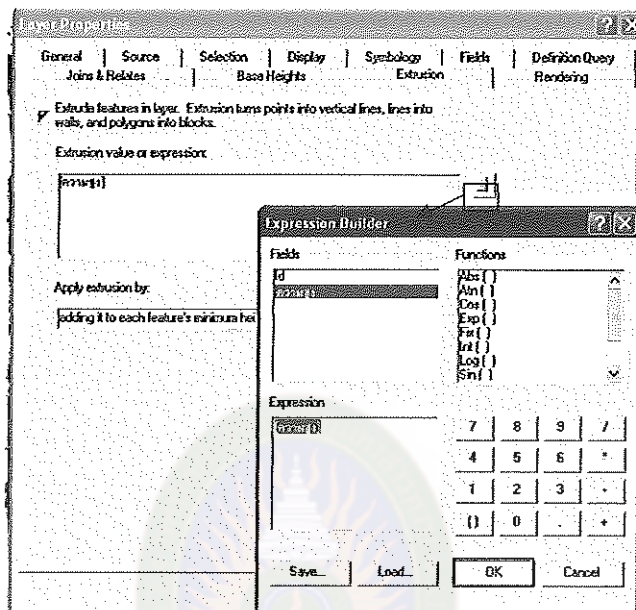 Layer Properties
General Source Selection Display Symbology Fields Definition Query
Joins & Relates Base Heights Extrusion Rendering
Extrude features in layer. Extrusion turns points into vertical lines, lines into
walls, and polygons into blocks.
Extrusion value or expression:
Apply extrusion by:
adding it to each feature's minimum hei
Expression Builder
Fields
Id
Functions
Abs ( )
Atn ( )
Cos ( )
Exp ( )
Fix ( )
Int ( )
Log ( )
Sin ( )
Expression
7 8 9 /
4 5 6 *
1 2 3 -
() 0 . +
Save... Load... OK Cancel